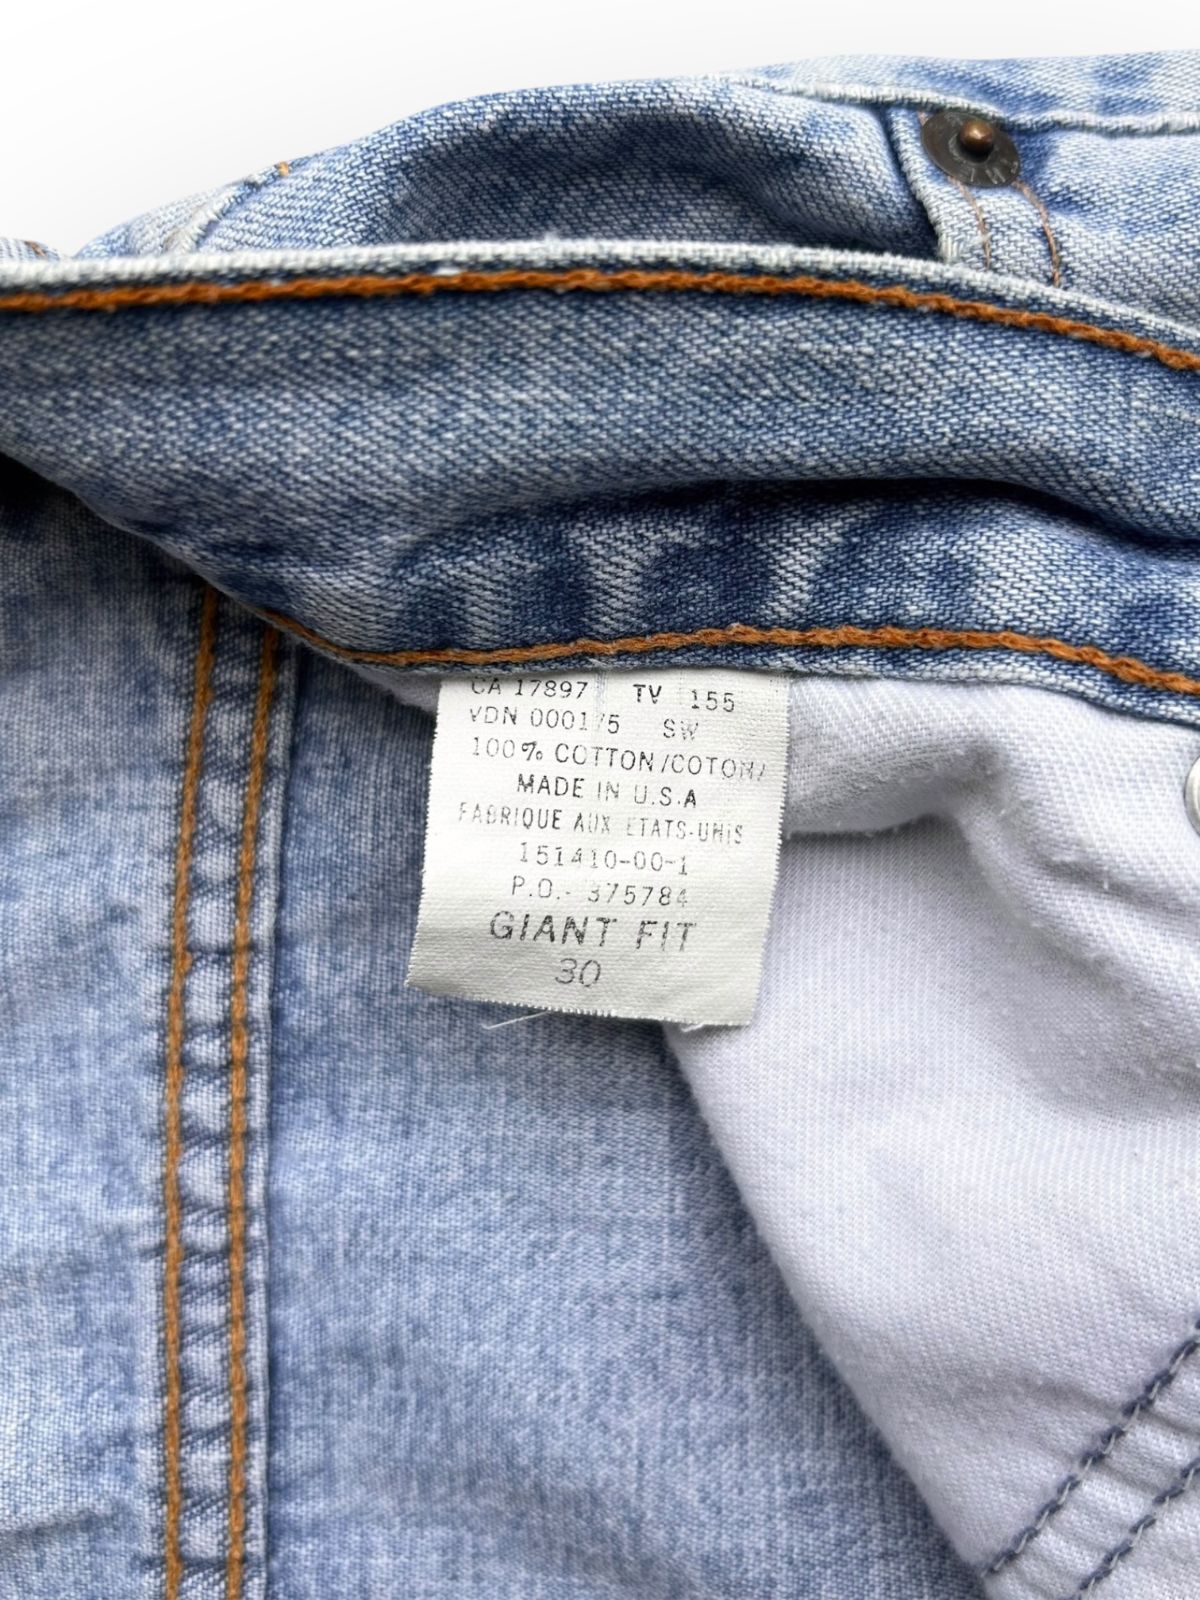 CA 17897 TV 155
VDN 000175 SW
100% COTTON/COTON/
MADE IN U.S.A
FABRIQUE AUX ETATS-UNIS
151410-00-1
P.O.- 375784
GIANT FIT
30